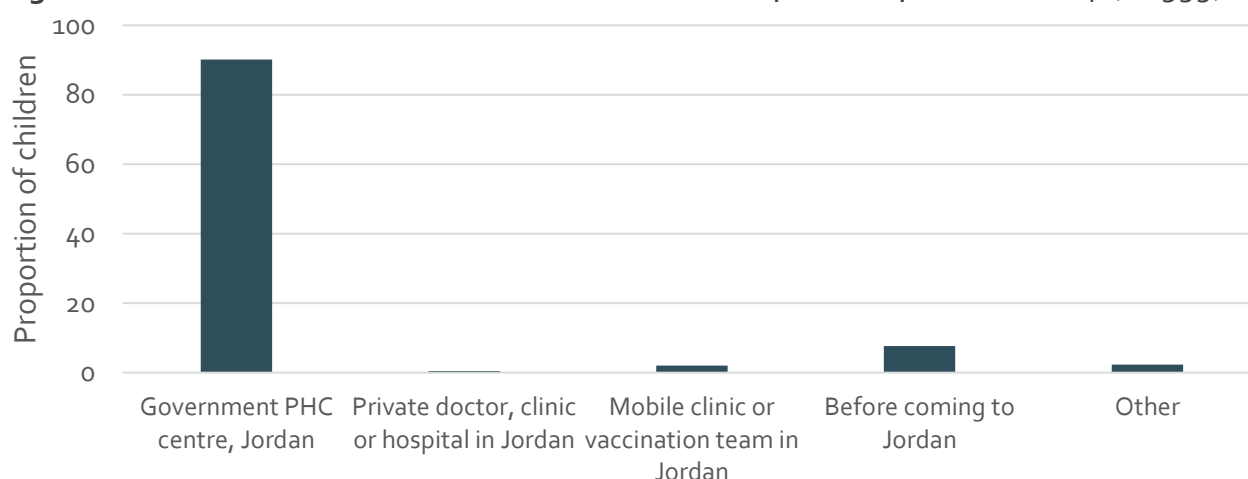 100
80
60
40
20
0
Proportion of children
Government PHC
centre, Jordan
Private doctor, clinic
or hospital in Jordan
Mobile clinic or
vaccination team in
Jordan
Before coming to
Jordan
Other